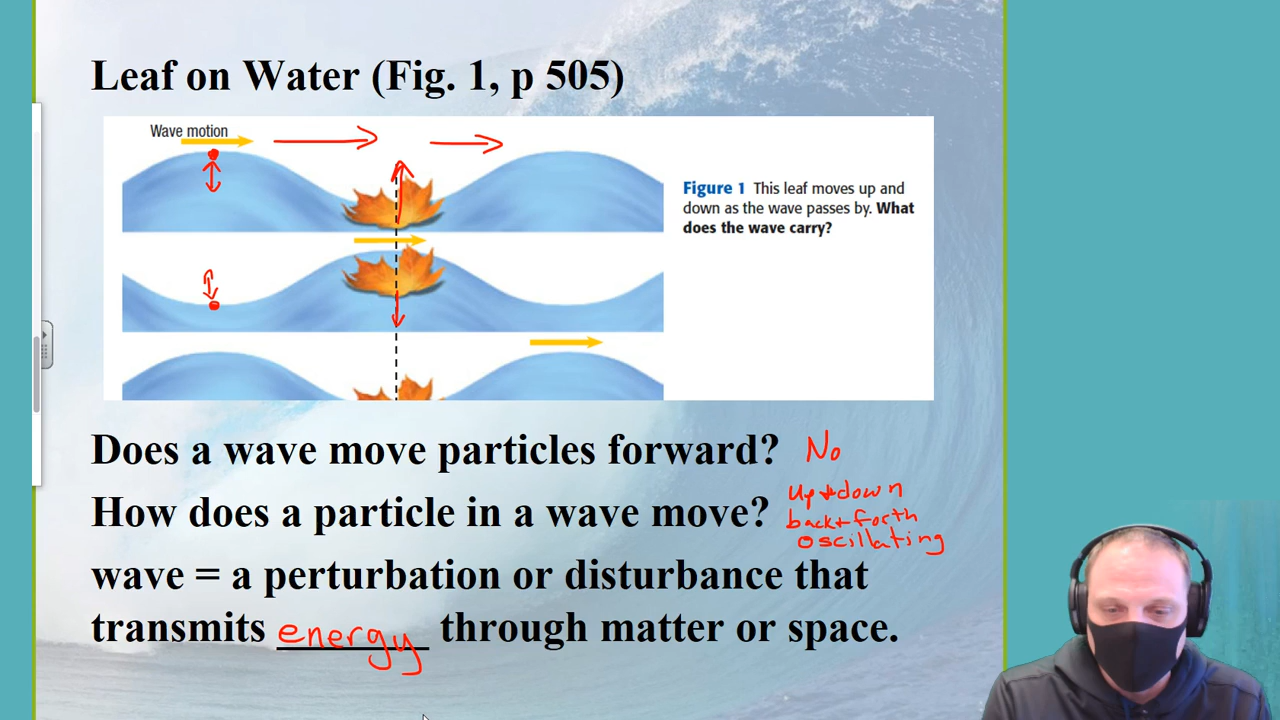 Leaf on Water (Fig. 1, p 505)
Wave motion
Figure 1 This leaf moves up and
down as the wave passes by. What
does the wave carry?
Does a wave move particles forward? No
How does a particle in a wave move? up + down
back + forth
oscillating
wave = a perturbation or disturbance that
transmits energy through matter or space.